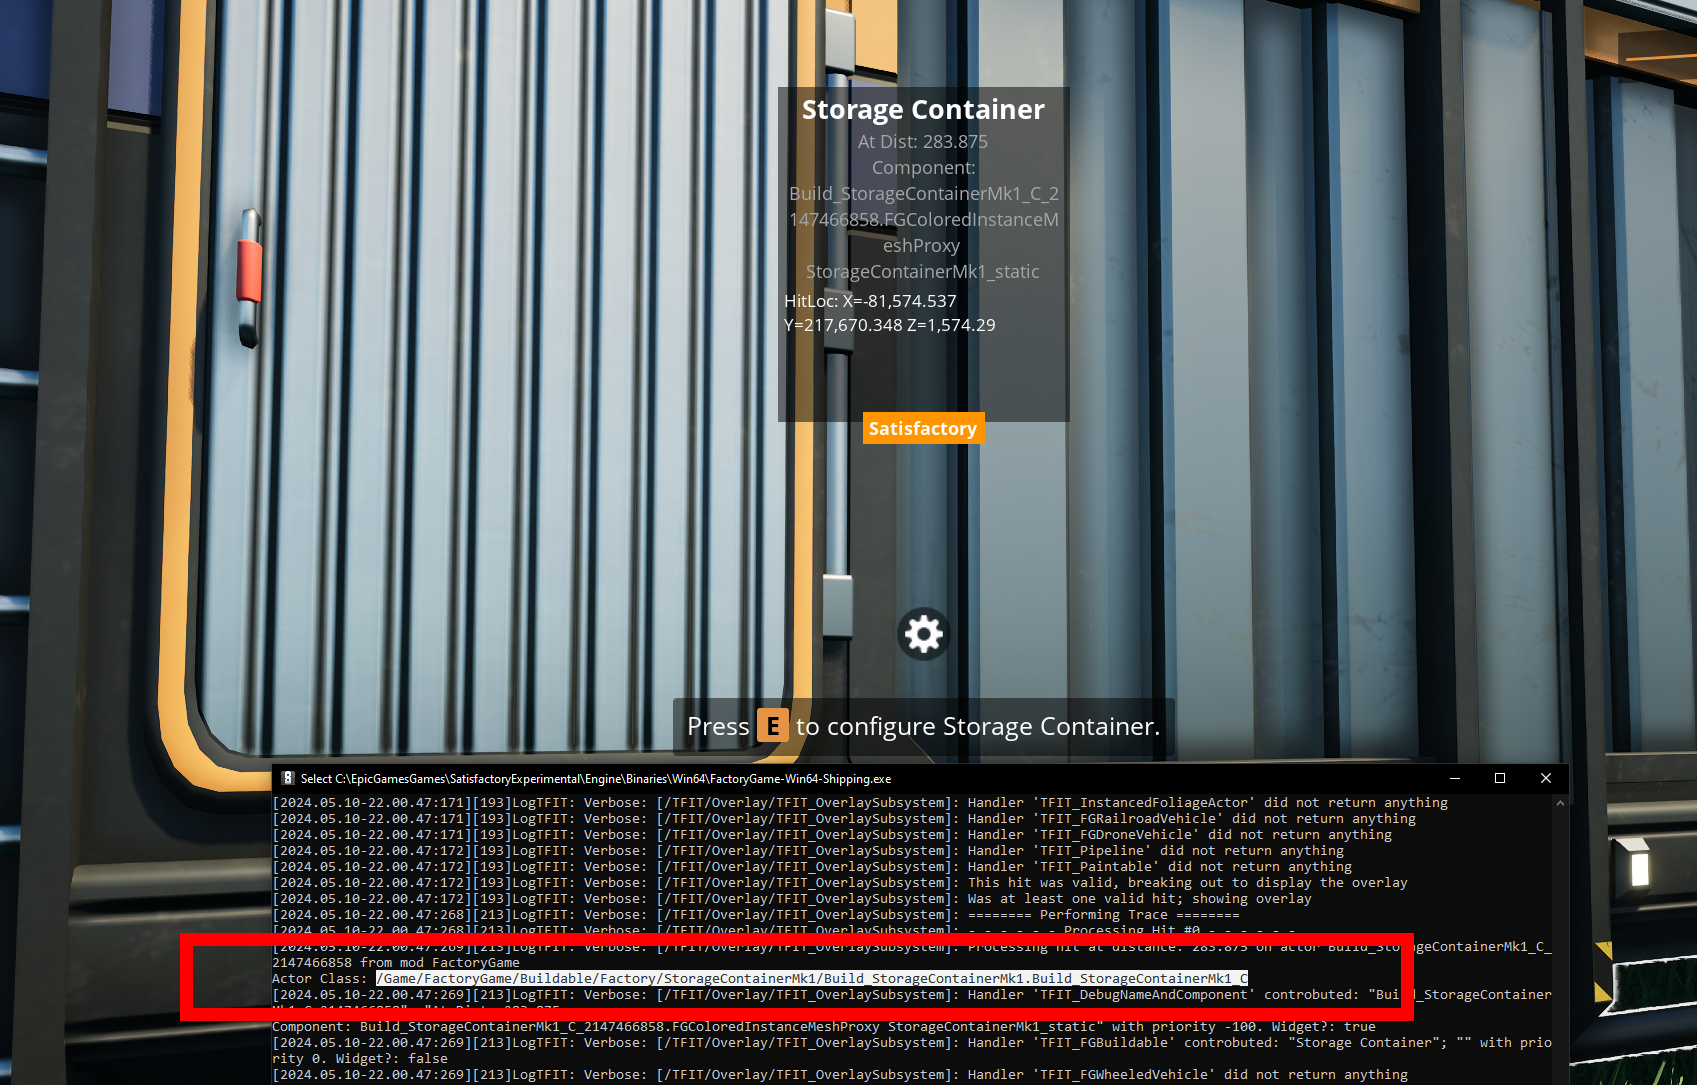 Storage Container
At Dist: 283.875
Component:
Build_StorageContainerMk1_C_2
147466858.FGColoredInstanceM
eshProxy
StorageContainerMk1_static
HitLoc: X=-81,574.537
Y=217,670.348 Z=1,574.29
Satisfactory
Press E to configure Storage Container.
Select C:\EpicGamesGames\SatisfactoryExperimental\Engine\Binaries\Win64\FactoryGame-Win64-Shipping.exe
[2024.05.10-22.00.47:171][193]LogTFIT: Verbose: [/TFIT/Overlay/TFIT_OverlaySubsystem]: Handler 'TFIT_InstancedFoliageActor' did not return anything
[2024.05.10-22.00.47:171][193]LogTFIT: Verbose: [/TFIT/Overlay/TFIT_OverlaySubsystem]: Handler 'TFIT_FGRailroadVehicle' did not return anything
[2024.05.10-22.00.47:171][193]LogTFIT: Verbose: [/TFIT/Overlay/TFIT_OverlaySubsystem]: Handler 'TFIT_FGDroneVehicle' did not return anything
[2024.05.10-22.00.47:172][193]LogTFIT: Verbose: [/TFIT/Overlay/TFIT_OverlaySubsystem]: Handler 'TFIT_Pipeline' did not return anything
[2024.05.10-22.00.47:172][193]LogTFIT: Verbose: [/TFIT/Overlay/TFIT_OverlaySubsystem]: Handler 'TFIT_Paintable' did not return anything
[2024.05.10-22.00.47:172][193]LogTFIT: Verbose: [/TFIT/Overlay/TFIT_OverlaySubsystem]: This hit was valid, breaking out to display the overlay
[2024.05.10-22.00.47:172][193]LogTFIT: Verbose: [/TFIT/Overlay/TFIT_OverlaySubsystem]: Was at least one valid hit; showing overlay
[2024.05.10-22.00.47:268][213]LogTFIT: Verbose: [/TFIT/Overlay/TFIT_OverlaySubsystem]: ======== Performing Trace ========
[2024.05.10-22.00.47:268][213]LogTFIT: Verbose: [/TFIT/Overlay/TFIT_OverlaySubsystem]: - - - - - - Processing Hit #0 - - - - - -
[2024.05.10-22.00.47:269][213]LogTFIT: Verbose: [/TFIT/Overlay/TFIT_OverlaySubsystem]: Processing hit at distance: 283.875 on actor Build_StorageContainerMk1_C_
2147466858 from mod FactoryGame
Actor Class: /Game/FactoryGame/Buildable/Factory/StorageContainerMk1/Build_StorageContainerMk1.Build_StorageContainerMk1_C
[2024.05.10-22.00.47:269][213]LogTFIT: Verbose: [/TFIT/Overlay/TFIT_OverlaySubsystem]: Handler 'TFIT_DebugNameAndComponent' controbuted: "Build_StorageContainer
Component: Build_StorageContainerMk1_C_2147466858.FGColoredInstanceMeshProxy StorageContainerMk1_static" with priority -100. Widget?: true
[2024.05.10-22.00.47:269][213]LogTFIT: Verbose: [/TFIT/Overlay/TFIT_OverlaySubsystem]: Handler 'TFIT_FGBuildable' controbuted: "Storage Container"; "" with prio
rity 0. Widget?: false
[2024.05.10-22.00.47:269][213]LogTFIT: Verbose: [/TFIT/Overlay/TFIT_OverlaySubsystem]: Handler 'TFIT_FGWheeledVehicle' did not return anything